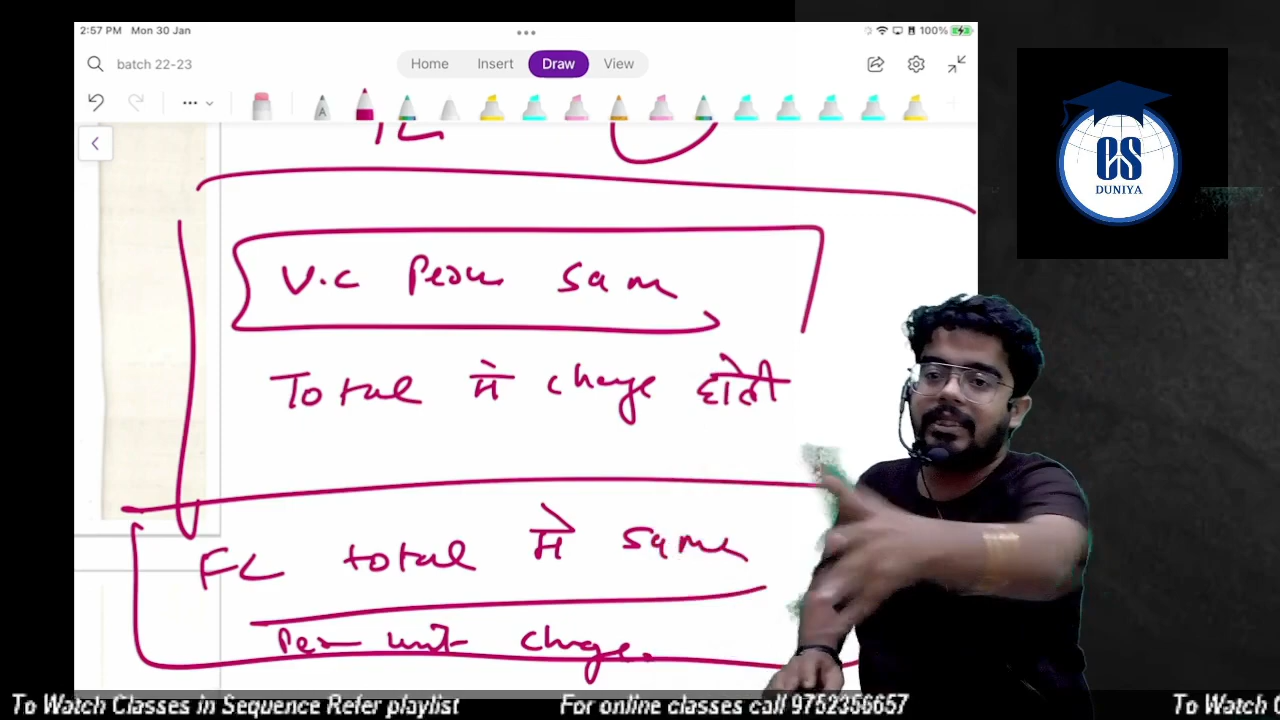 2:57 PM Mon 30 Jan
100%
batch 22-23
Home Insert Draw View
A
FC
V.C Peru Sam
Total में change होती
FC total में same
Per unit change.
CS
DUNIYA
To Watch Classes in Sequence Refer playlist For online classes call 9752356657 To Watch C